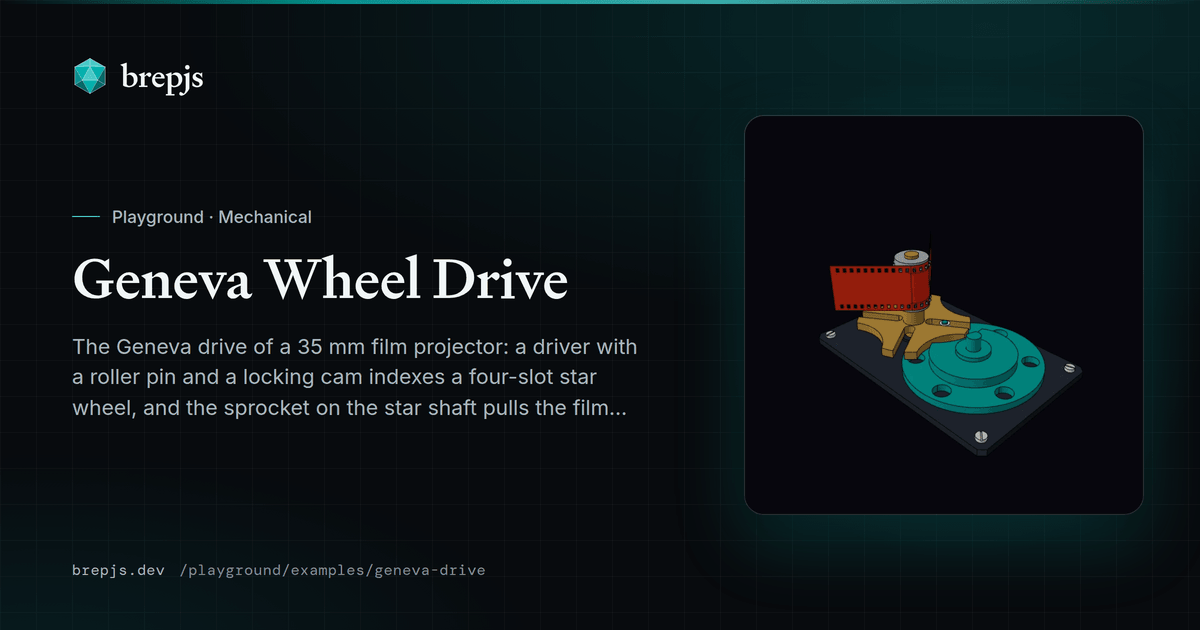 brepjs
Playground · Mechanical
Geneva Wheel Drive
The Geneva drive of a 35 mm film projector: a driver with
a roller pin and a locking cam indexes a four-slot star
wheel, and the sprocket on the star shaft pulls the film...
brepjs.dev /playground/examples/geneva-drive